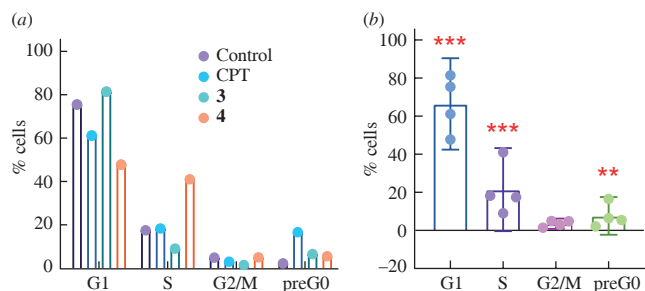 (a)
100
80
60
40
20
0
% cells
Control
CPT
3
4
G1 S G2/M preG0
(b)
100
80
60
40
20
0
−20
% cells
***
***
**
G1 S G2/M preG0